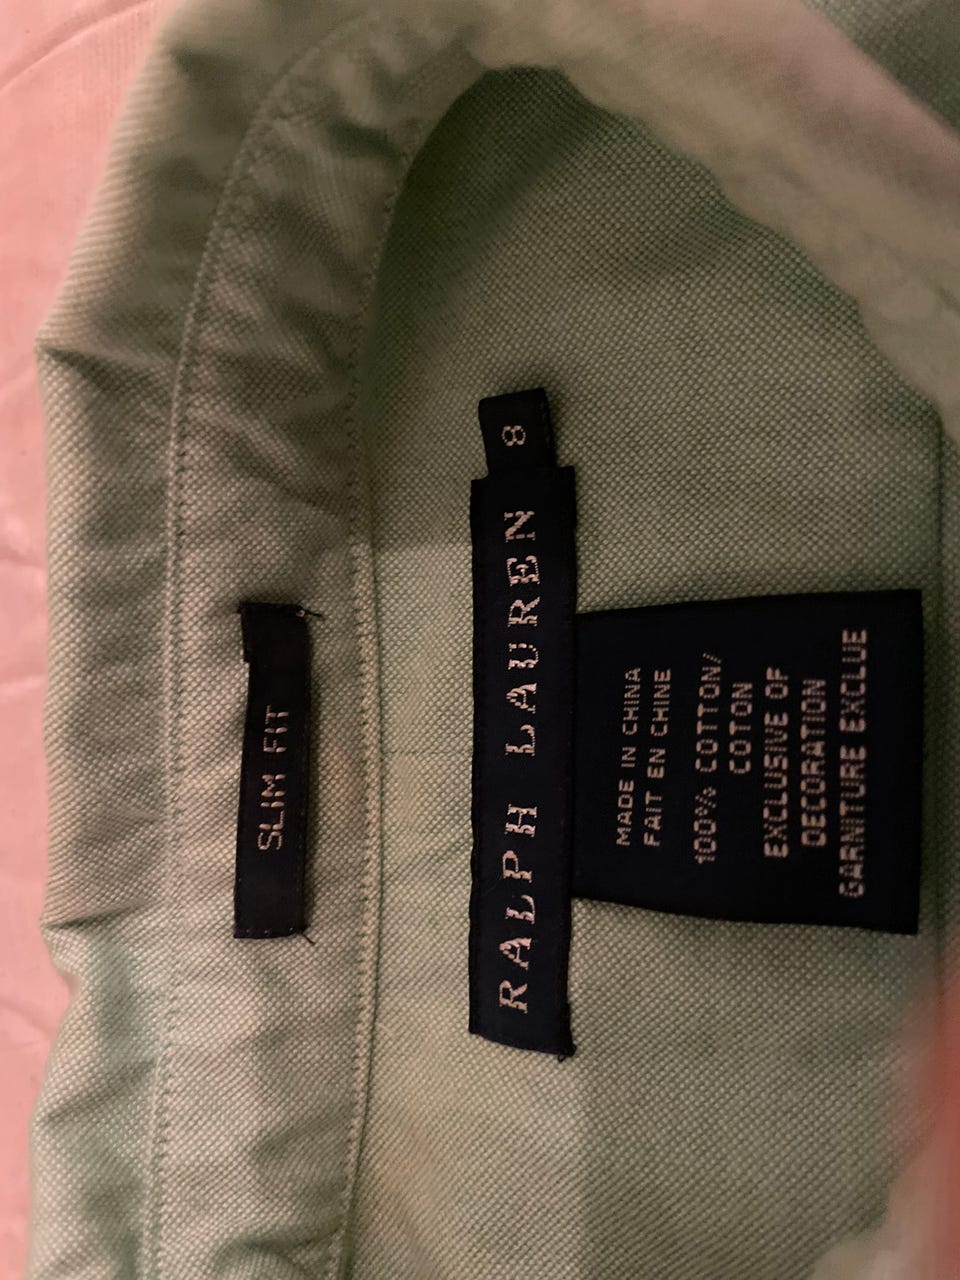 SLIM FIT
RALPH LAUREN
8
MADE IN CHINA
FAIT EN CHINE
100% COTTON/
COTON
EXCLUSIVE OF
DECORATION
GARNITURE EXCLUE